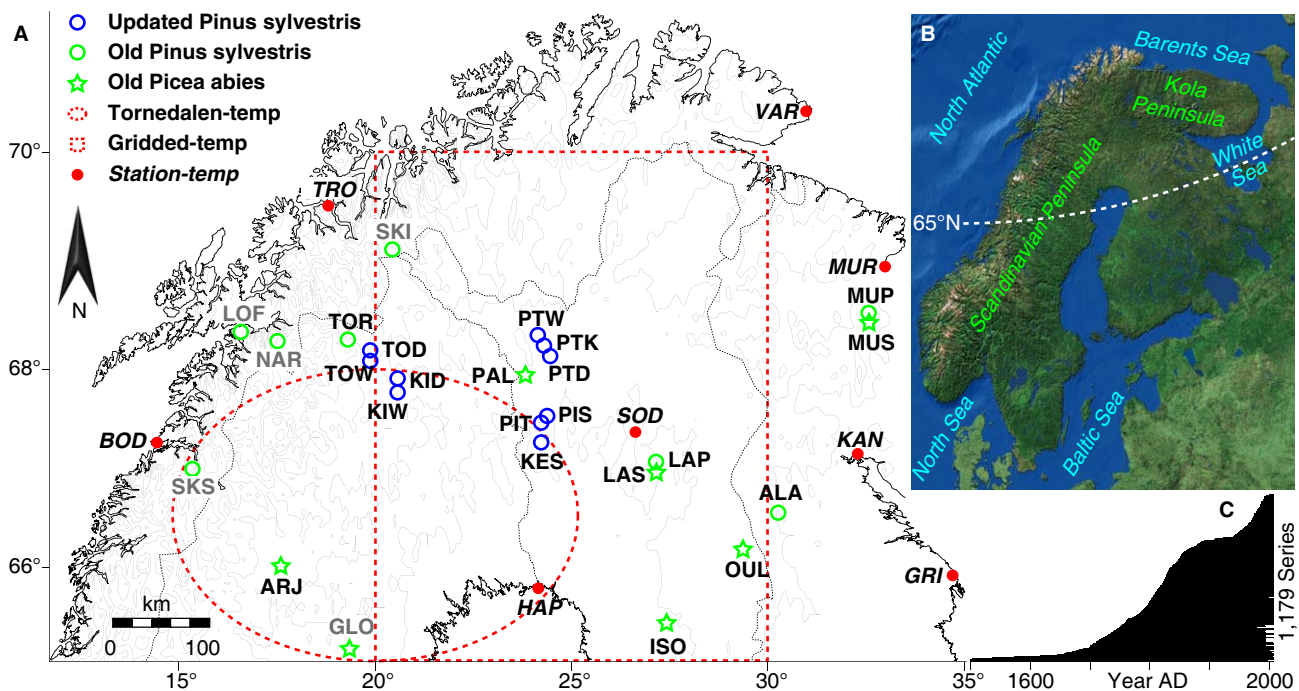 A
Updated Pinus sylvestris
Old Pinus sylvestris
Old Picea abies
Tornedalen-temp
Gridded-temp
Station-temp
N
70°
68°
66°
VAR
TRO
SKI
MUR
MUP
MUS
LOF
NAR
TOR
TOD
TOW
KID
KIW
PTW
PTK
PTD
PAL
PIS
PIT
KES
SOD
BOD
SKS
LAP
LAS
KAN
ALA
OUL
ARJ
GLO
HAP
ISO
GRI
km
0 100
15° 20° 25° 30° 35°
B
North Atlantic
Barents Sea
Kola
Peninsula
White
Sea
65°N
Scandinavian Peninsula
North Sea
Baltic Sea
C
1,179 Series
1600 Year AD 2000